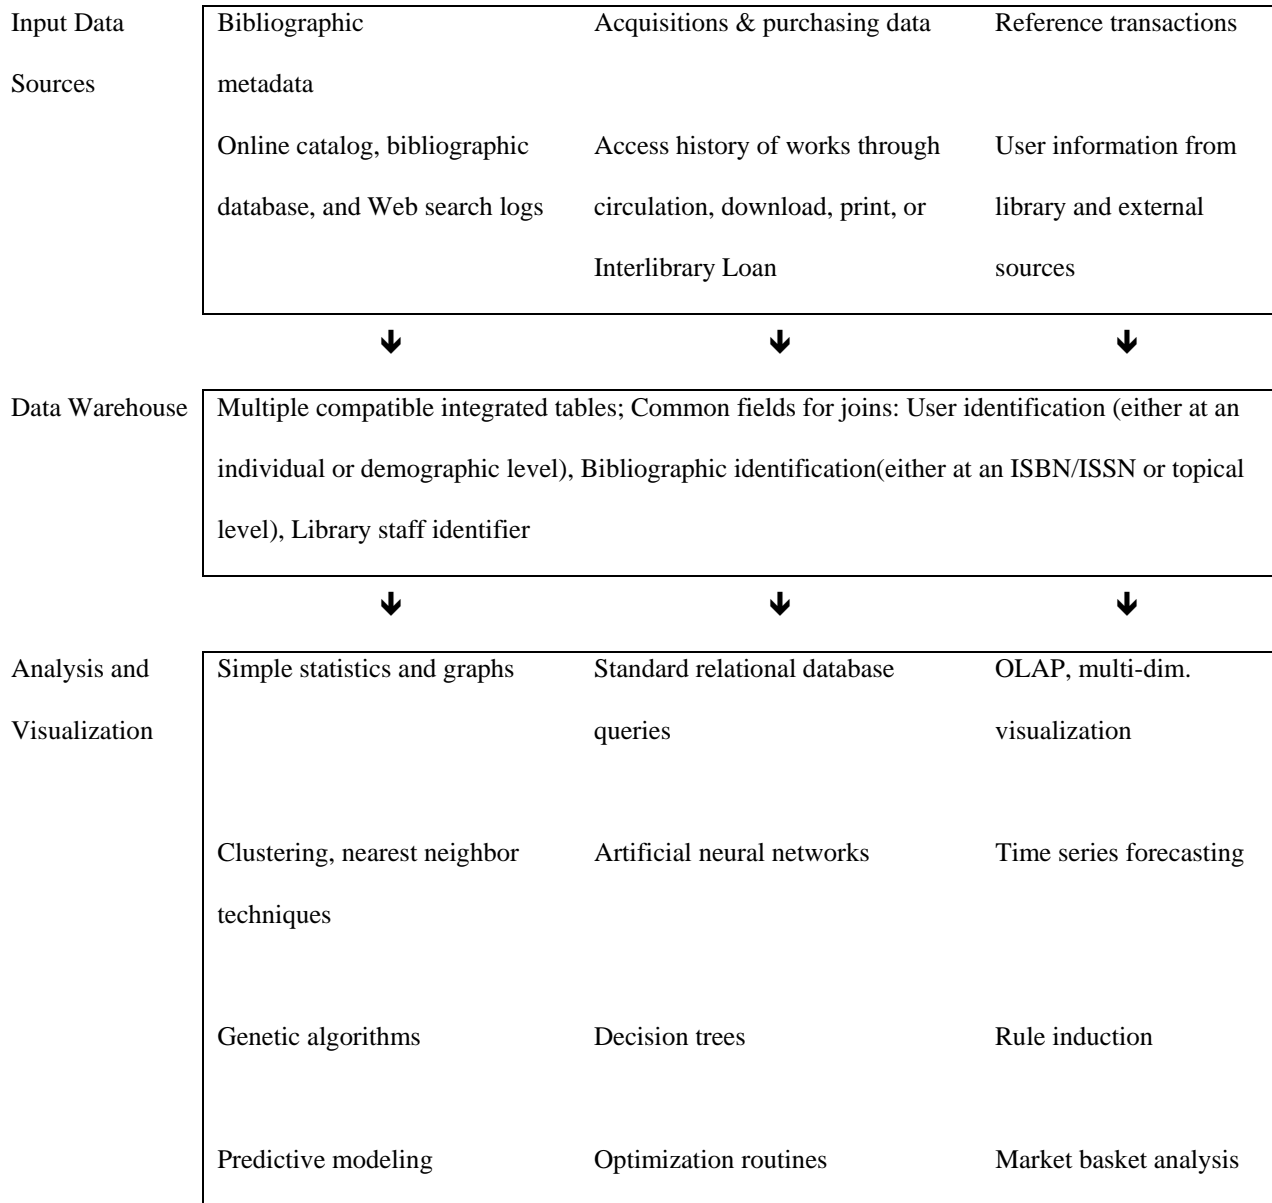 Input Data Bibliographic Acquisitions & purchasing data Reference transactions
Sources metadata
Online catalog, bibliographic Access history of works through User information from
database, and Web search logs circulation, download, print, or library and external
Interlibrary Loan sources
Data Warehouse Multiple compatible integrated tables; Common fields for joins: User identification (either at an
individual or demographic level), Bibliographic identification(either at an ISBN/ISSN or topical
level), Library staff identifier
Analysis and Simple statistics and graphs Standard relational database OLAP, multi-dim.
Visualization queries visualization
Clustering, nearest neighbor Artificial neural networks Time series forecasting
techniques
Genetic algorithms Decision trees Rule induction
Predictive modeling Optimization routines Market basket analysis